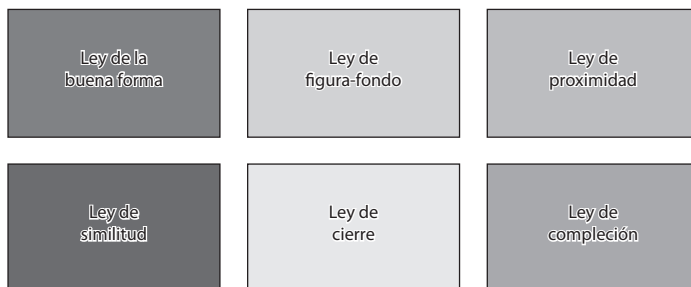 Ley de la
buena forma
Ley de
figura-fondo
Ley de
proximidad
Ley de
similitud
Ley de
cierre
Ley de
compleción